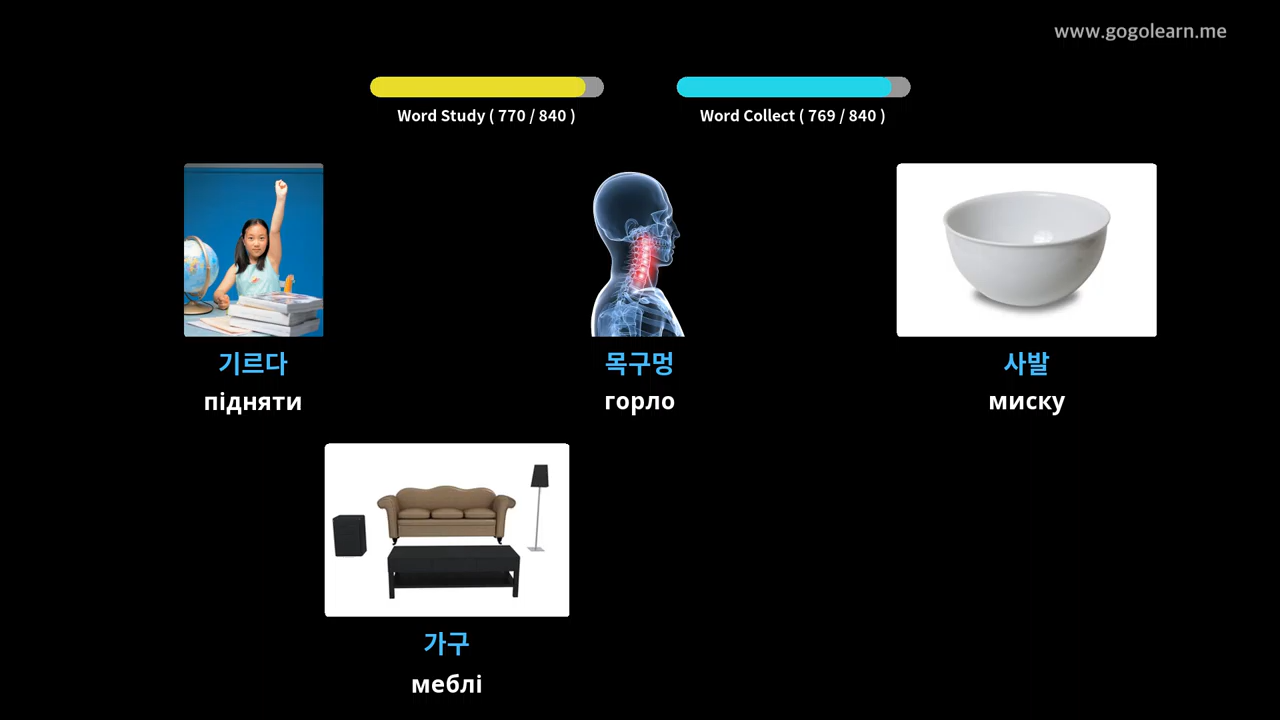 www.gogolearn.me
Word Study ( 770 / 840 )
Word Collect ( 769 / 840 )
기르다
목구멍
사발
підняти
горло
миску
가구
меблі